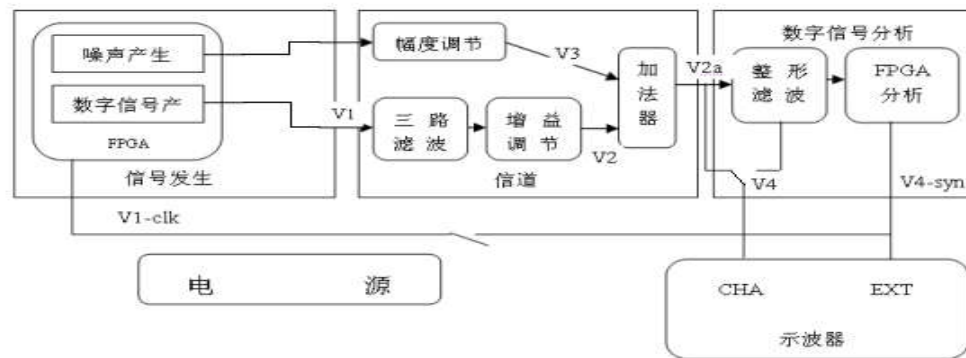 噪声产生
数字信号产
FPGA
信号发生
V1
V1-clk
幅度调节
V3
三路
滤波
增益
调节
V2
加
法
器
信道
V2a
数字信号分析
整形
滤波
FPGA
分析
V4
V4-syn
电 源
CHA EXT
示波器